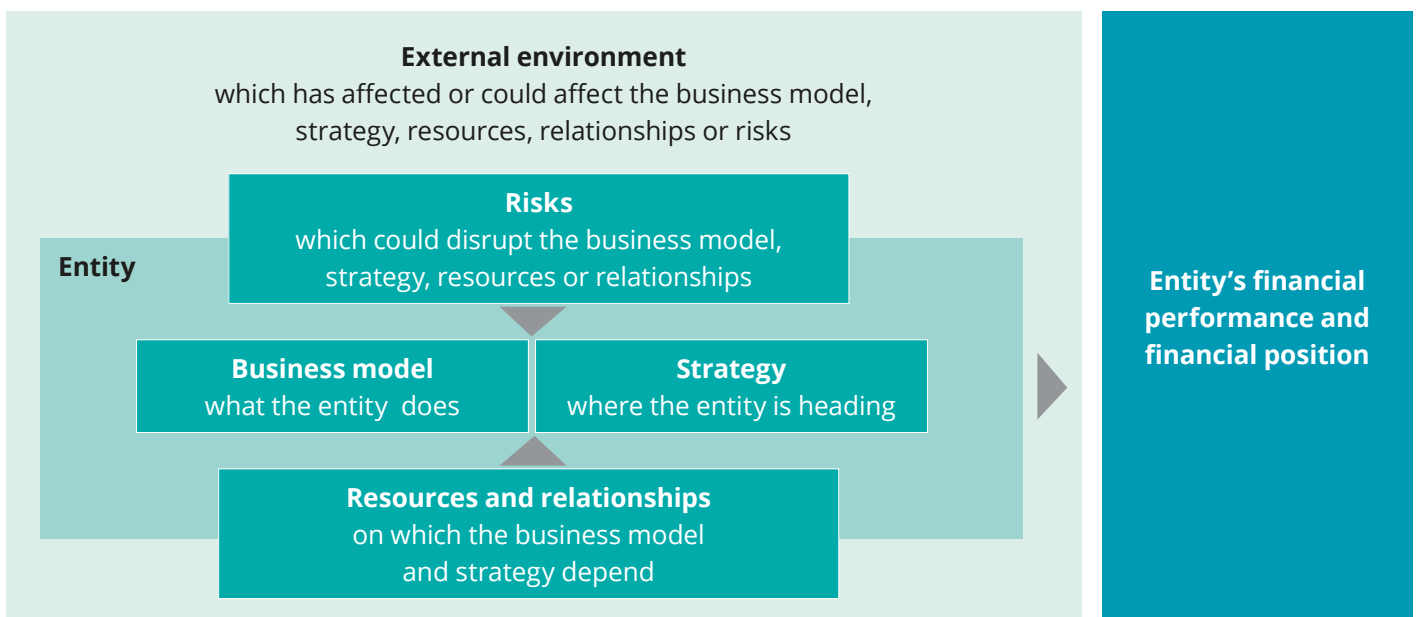 External environment
which has affected or could affect the business model,
strategy, resources, relationships or risks
Risks
which could disrupt the business model,
strategy, resources or relationships
Entity
Business model
what the entity does
Strategy
where the entity is heading
Resources and relationships
on which the business model
and strategy depend
Entity’s financial
performance and
financial position